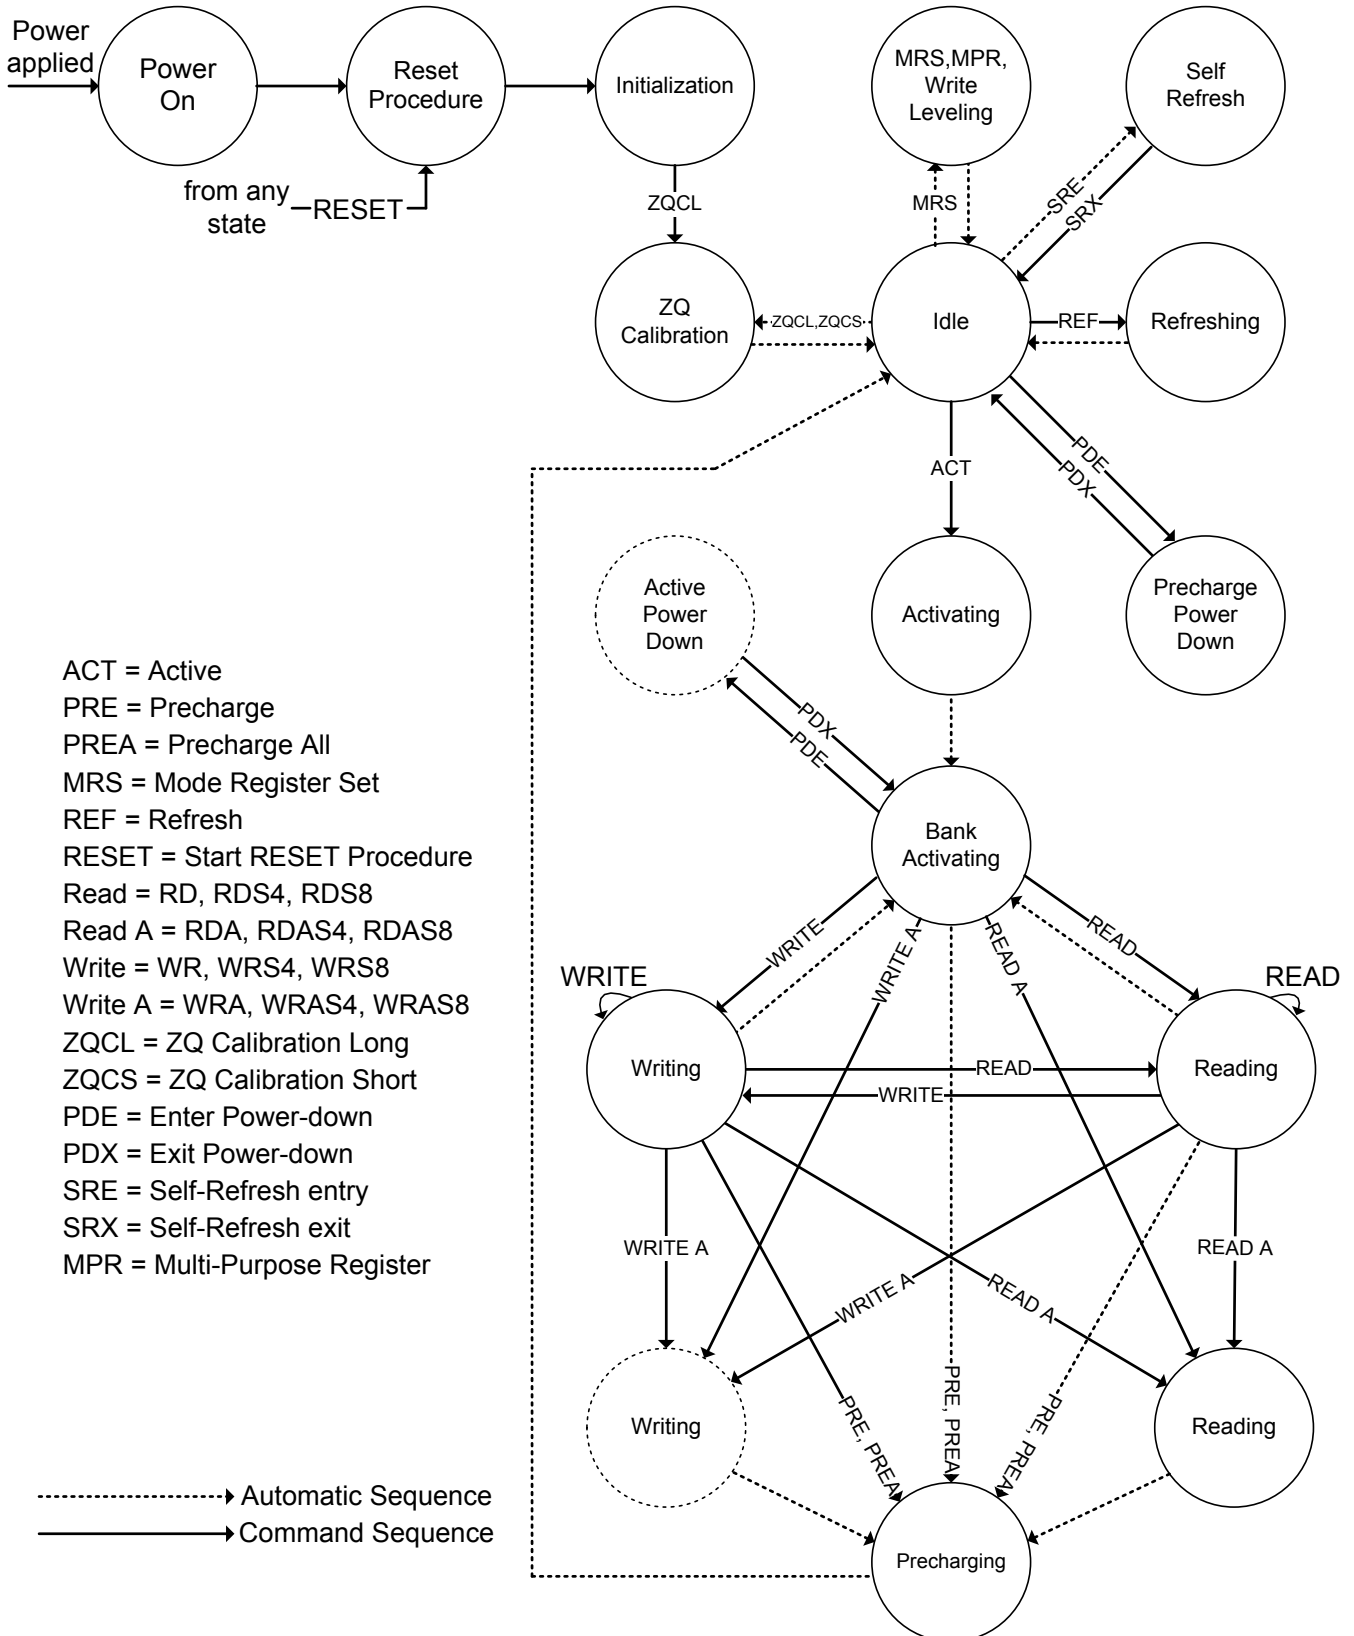 Power
applied
Power
On
Reset
Procedure
Initialization
MRS,MPR,
Write
Leveling
Self
Refresh
from any
state
RESET
ZQCL
MRS
SRE
SRX
ZQ
Calibration
ZQCL,ZQCS
Idle
REF
Refreshing
ACT
PDE
PDX
Active
Power
Down
Activating
Precharge
Power
Down
PDX
PDE
ACT = Active
PRE = Precharge
PREA = Precharge All
MRS = Mode Register Set
REF = Refresh
RESET = Start RESET Procedure
Read = RD, RDS4, RDS8
Read A = RDA, RDAS4, RDAS8
Write = WR, WRS4, WRS8
Write A = WRA, WRAS4, WRAS8
ZQCL = ZQ Calibration Long
ZQCS = ZQ Calibration Short
PDE = Enter Power-down
PDX = Exit Power-down
SRE = Self-Refresh entry
SRX = Self-Refresh exit
MPR = Multi-Purpose Register
Bank
Activating
WRITE
WRITE A
READ A
READ
WRITE
READ
Writing
READ
WRITE
Reading
WRITE A
WRITE A
READ A
READ A
Writing
PRE, PREA
PRE, PREA
PRE, PREA
Reading
Precharging
Automatic Sequence
Command Sequence